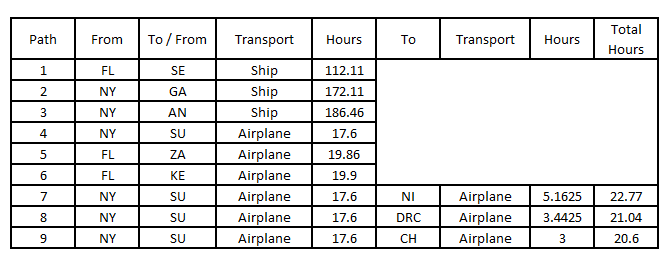 Path From To / From Transport Hours To Transport Hours Total Hours
1 FL SE Ship 112.11
2 NY GA Ship 172.11
3 NY AN Ship 186.46
4 NY SU Airplane 17.6
5 FL ZA Airplane 19.86
6 FL KE Airplane 19.9
7 NY SU Airplane 17.6 NI Airplane 5.1625 22.77
8 NY SU Airplane 17.6 DRC Airplane 3.4425 21.04
9 NY SU Airplane 17.6 CH Airplane 3 20.6